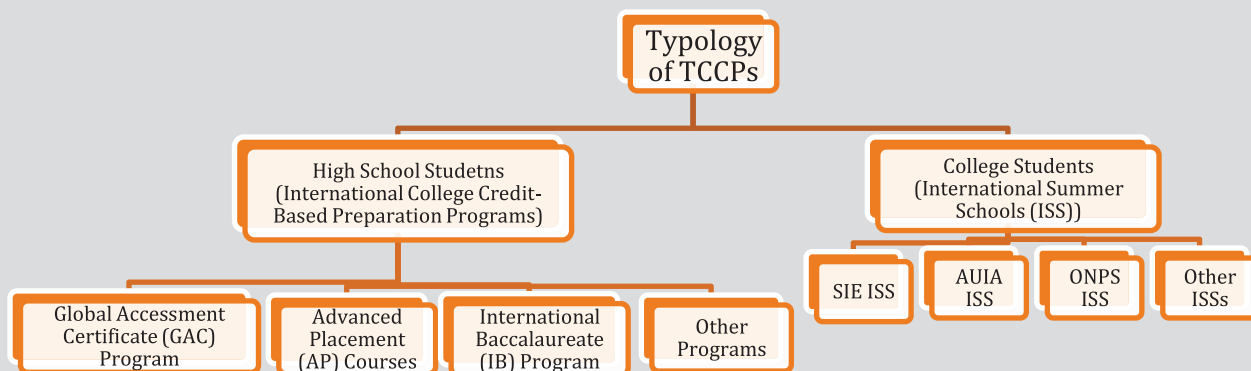 Typology
of TCCPs
High School Studetns
(International College Credit-
Based Preparation Programs)
College Students
(International Summer
Schools (ISS))
Global Accessment
Certificate (GAC)
Program
Advanced
Placement
(AP) Courses
International
Baccalaureate
(IB) Program
Other
Programs
SIE ISS
AUIA
ISS
ONPS
ISS
Other
ISSs